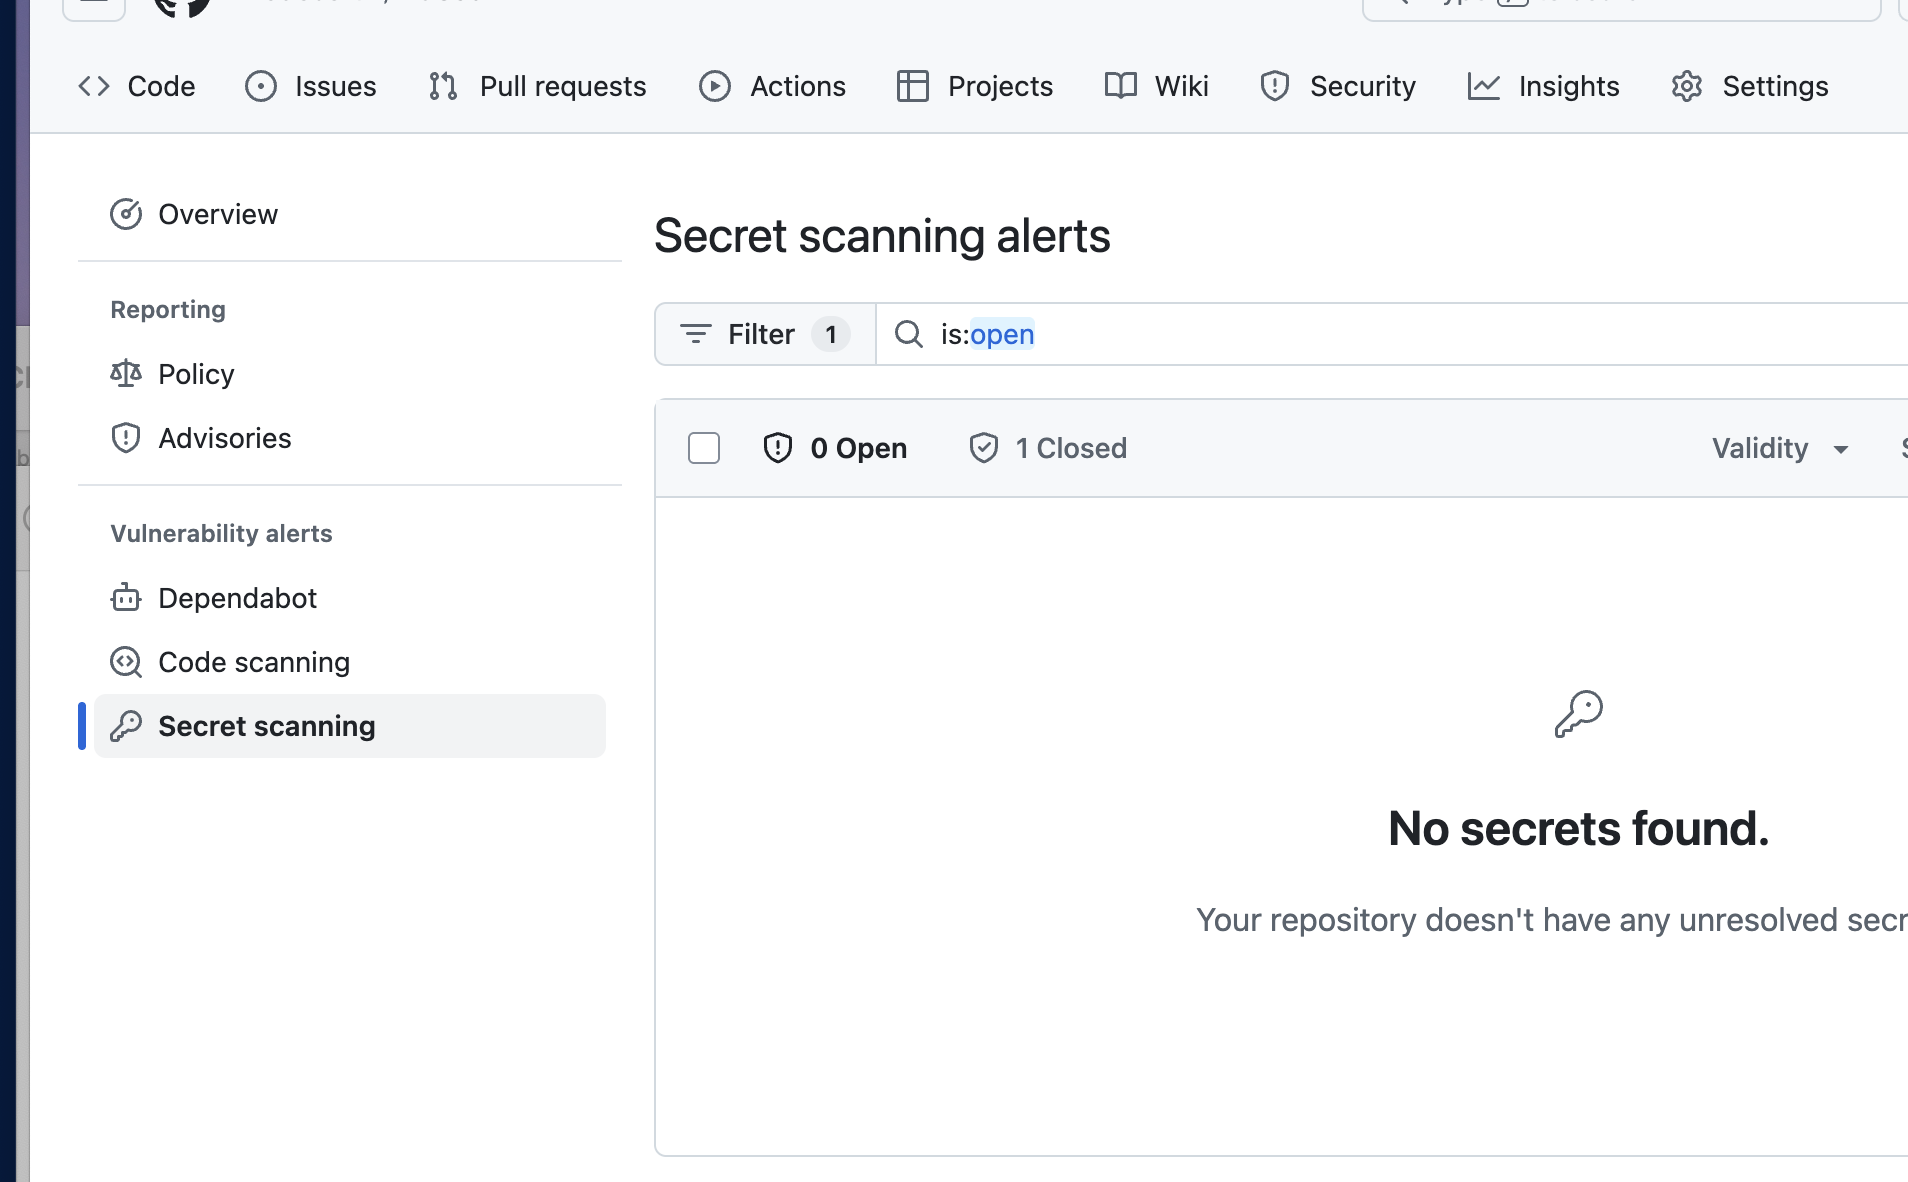 Code Issues Pull requests Actions Projects Wiki Security Insights Settings
Overview
Reporting
Policy
Advisories
Vulnerability alerts
Dependabot
Code scanning
Secret scanning
Secret scanning alerts
Filter 1 is:open
0 Open 1 Closed Validity
No secrets found.
Your repository doesn't have any unresolved